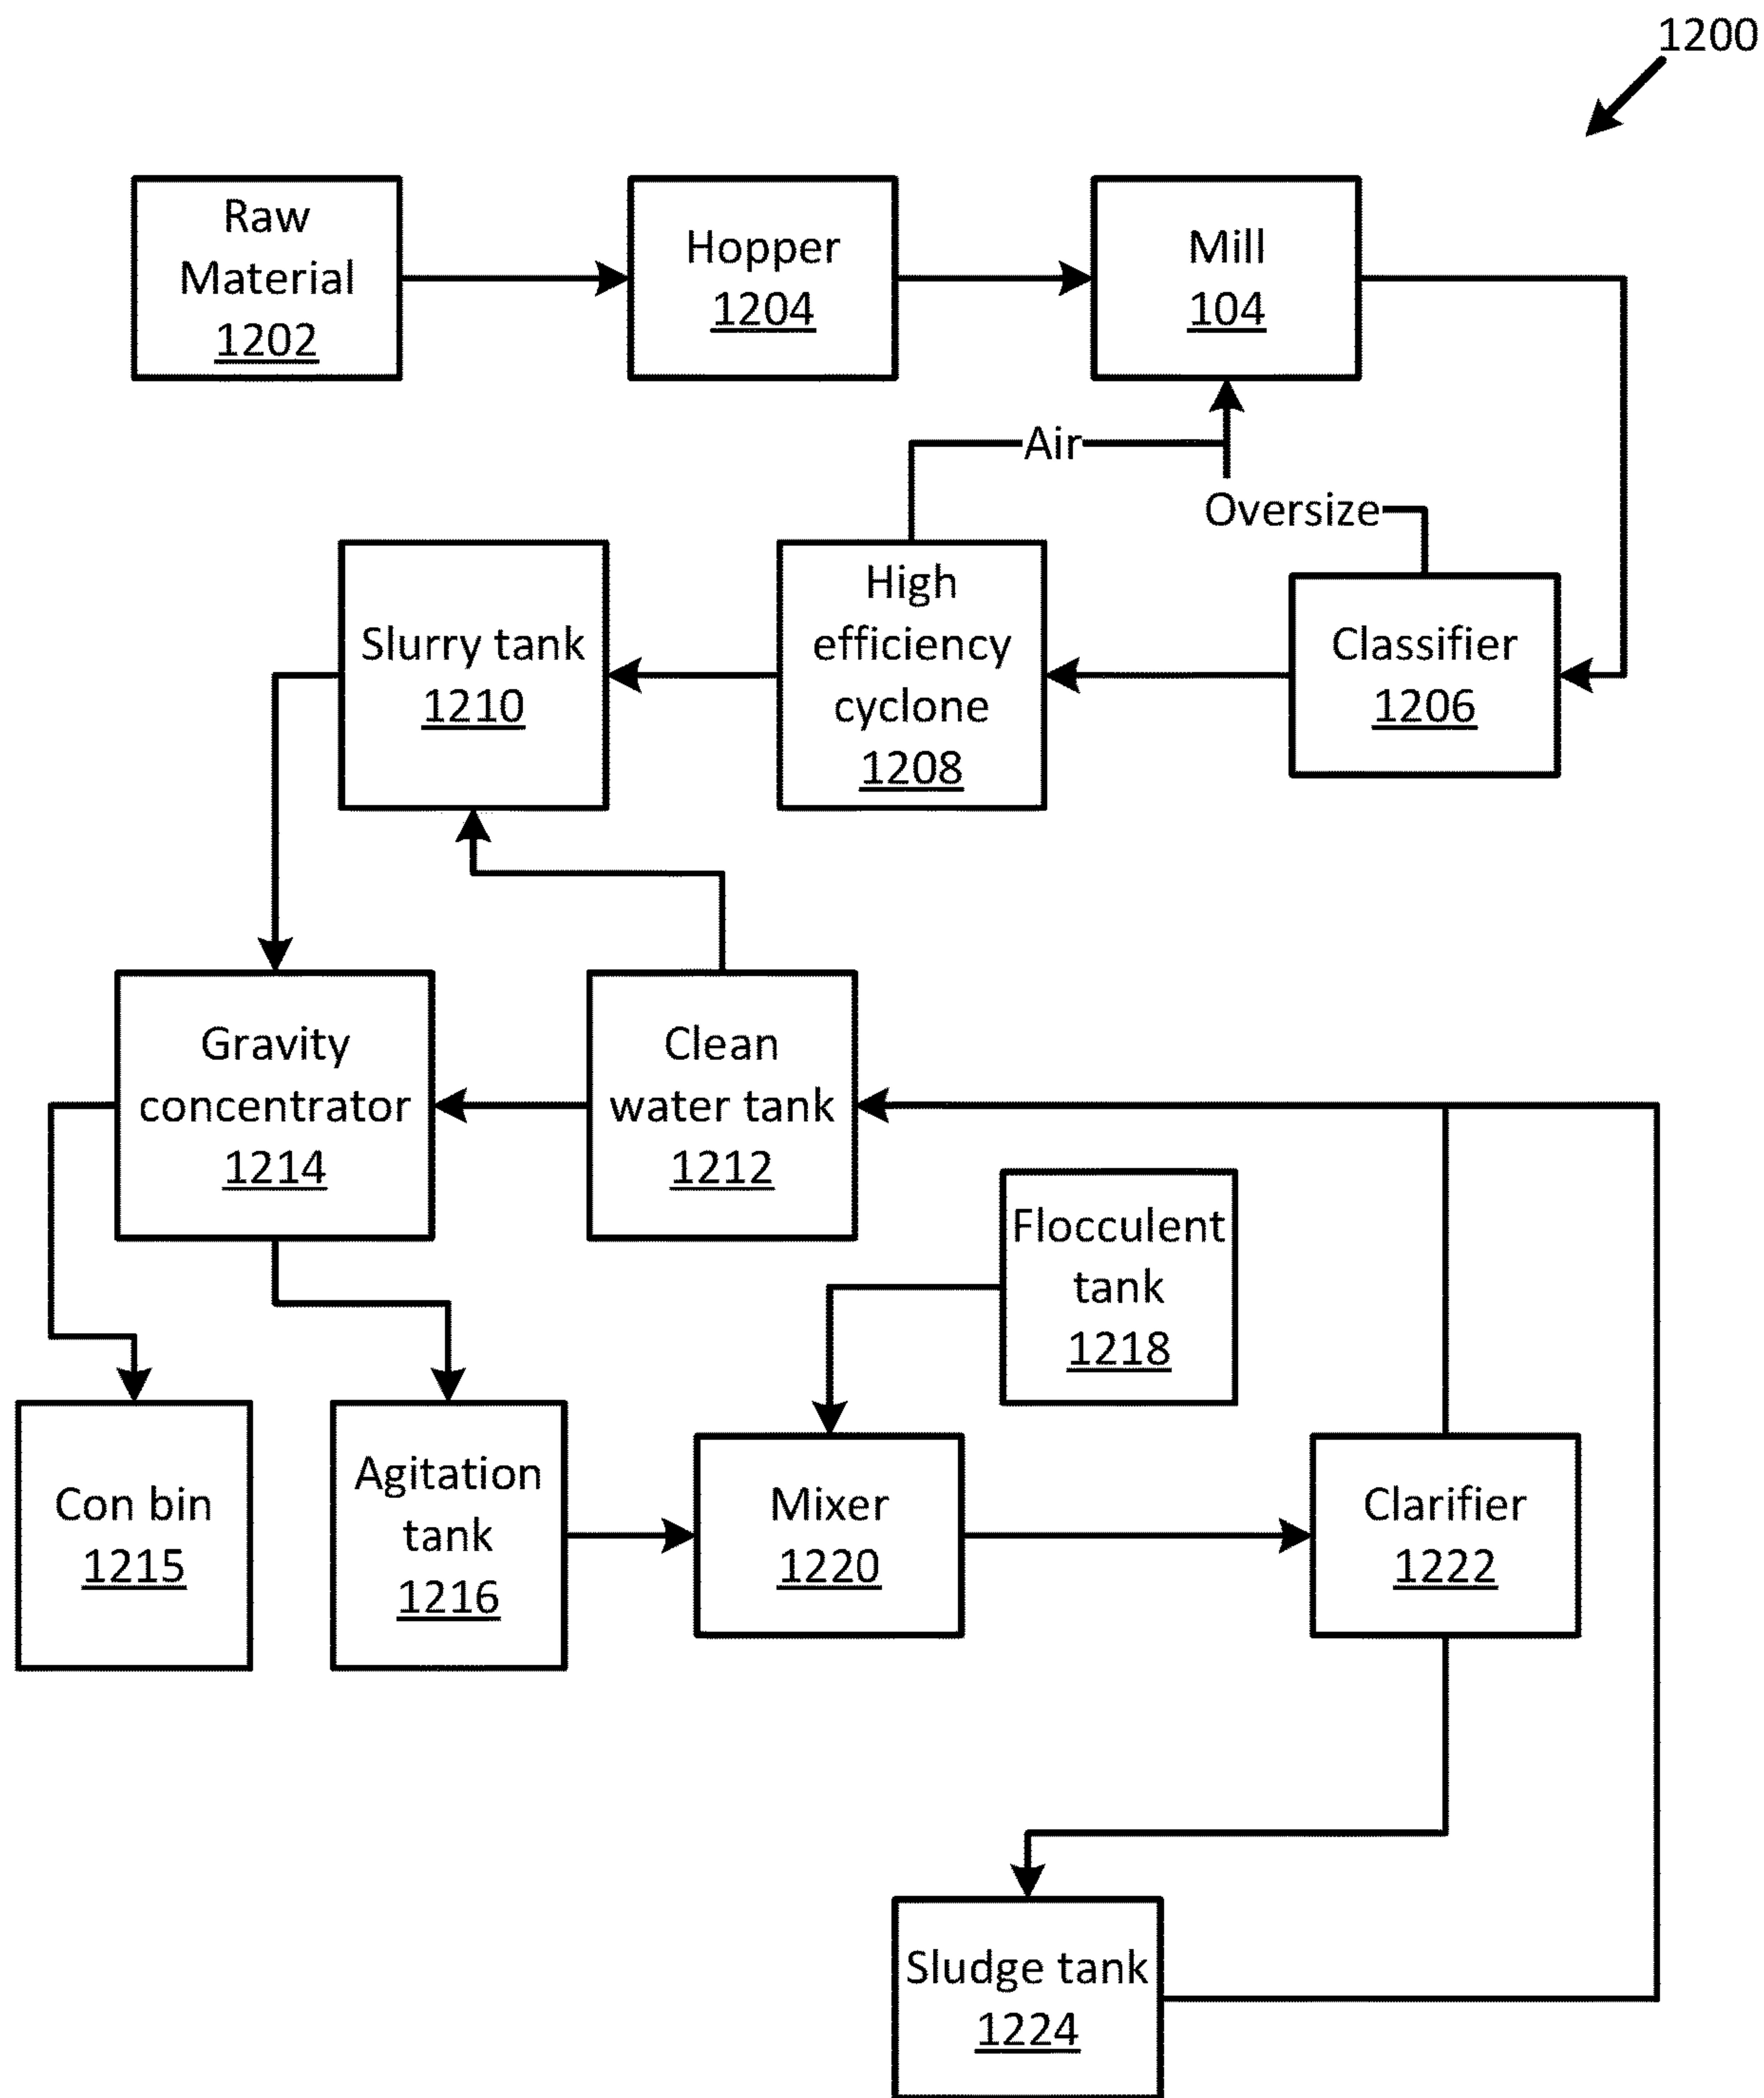 1200
Raw
Material
1202
Hopper
1204
Mill
104
Air
Oversize
Slurry tank
1210
High
efficiency
cyclone
1208
Classifier
1206
Gravity
concentrator
1214
Clean
water tank
1212
Flocculent
tank
1218
Con bin
1215
Agitation
tank
1216
Mixer
1220
Clarifier
1222
Sludge tank
1224